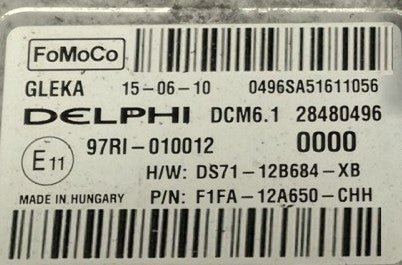 FoMoCo
GLEKA 15-06-10 0496SA51611056
DELPHI DCM6.1 28480496
E11 97RI-010012 0000
H/W: DS71-12B684-XB
MADE IN HUNGARY P/N: F1FA-12A650-CHH